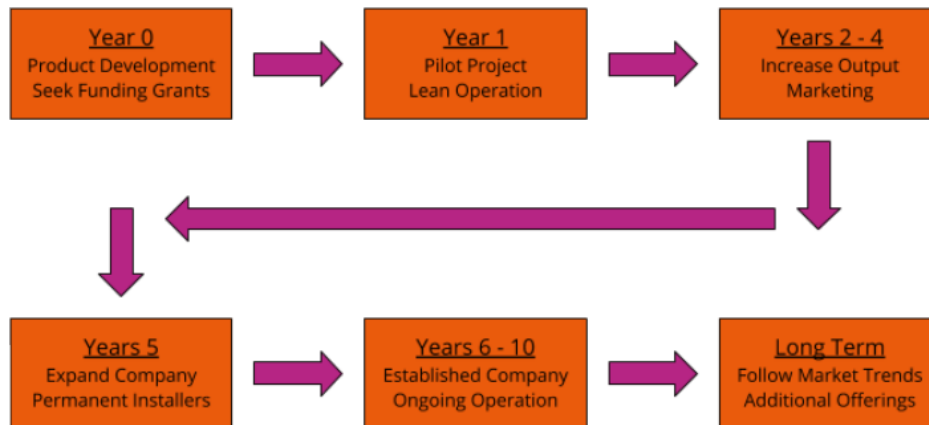 Year 0
Product Development
Seek Funding Grants
Year 1
Pilot Project
Lean Operation
Years 2 - 4
Increase Output
Marketing
Years 5
Expand Company
Permanent Installers
Years 6 - 10
Established Company
Ongoing Operation
Long Term
Follow Market Trends
Additional Offerings